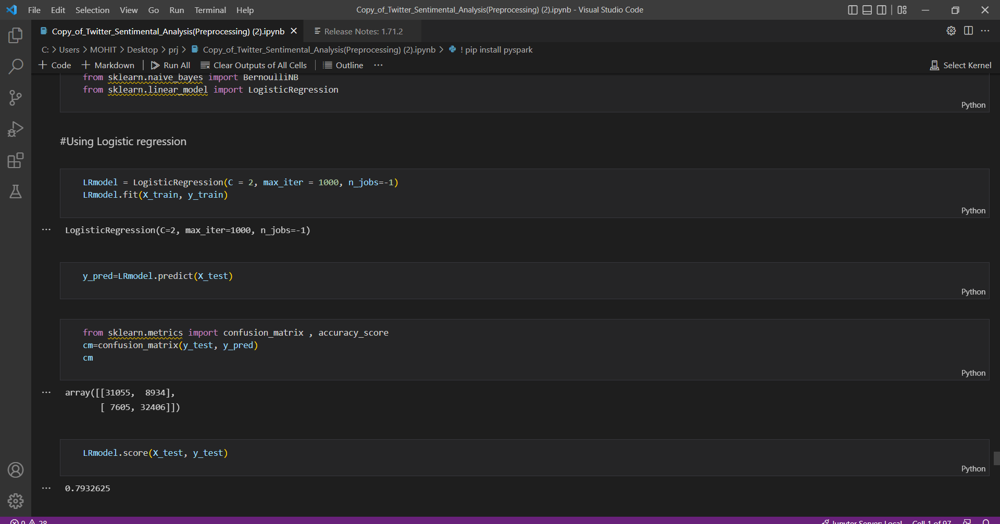 File Edit Selection View Go Run Terminal Help
Copy_of_Twitter_Sentimental_Analysis(Preprocessing) (2).ipynb - Visual Studio Code
Copy_of_Twitter_Sentimental_Analysis(Preprocessing) (2).ipynb
Release Notes: 1.71.2
C: > Users > MOHIT > Desktop > prj > Copy_of_Twitter_Sentimental_Analysis(Preprocessing) (2).ipynb > ! pip install pyspark
+ Code + Markdown | Run All Clear Outputs of All Cells | Outline ...
Select Kernel
from sklearn.naive_bayes import BernoulliNB
from sklearn.linear_model import LogisticRegression
Python
#Using Logistic regression
LRmodel = LogisticRegression(C = 2, max_iter = 1000, n_jobs=-1)
LRmodel.fit(X_train, y_train)
Python
... LogisticRegression(C=2, max_iter=1000, n_jobs=-1)
y_pred=LRmodel.predict(X_test)
Python
from sklearn.metrics import confusion_matrix , accuracy_score
cm=confusion_matrix(y_test, y_pred)
cm
Python
... array([[31055,  8934],
       [ 7605, 32406]])
LRmodel.score(X_test, y_test)
Python
... 0.7932625
0 28
Jupyter Server: Local Cell 1 of 97